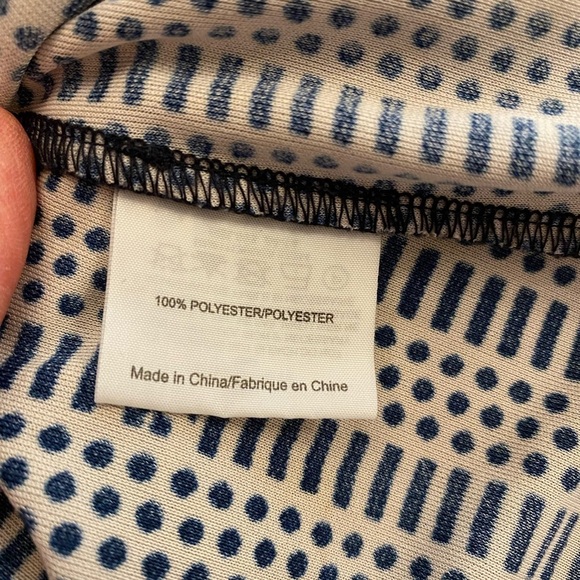 100% POLYESTER/POLYESTER
Made in China/Fabrique en Chine